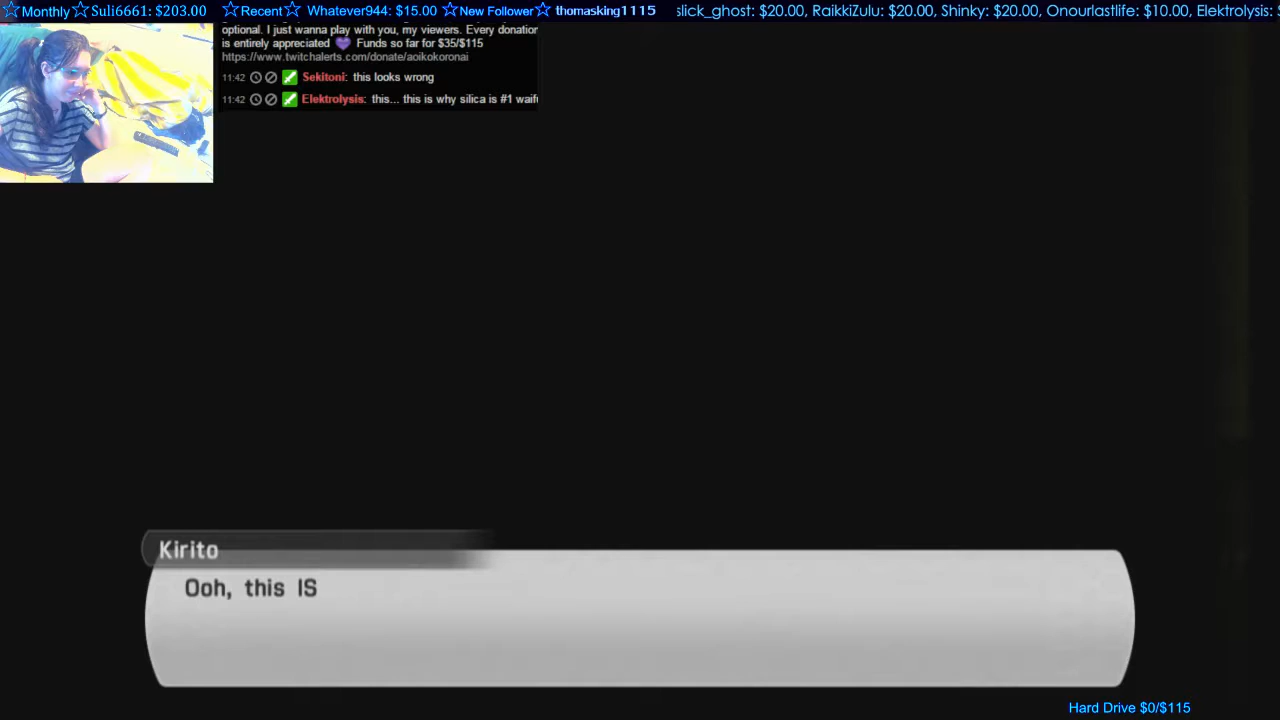 ☆Monthly☆ Suli6661: $203.00 ☆Recent☆ Whatever944: $15.00 ☆New Follower☆ thomasking1115 slick_ghost: $20.00, RaikkiZulu: $20.00, Shinky: $20.00, Onourlastlife: $10.00, Elektrolysis:
optional. I just wanna play with you, my viewers. Every donation
is entirely appreciated 💜 Funds so far for $35/$115
https://www.twitchalerts.com/donate/aoikokoronai
11:42 Sekitoni: this looks wrong
11:42 Elektrolysis: this... this is why silica is #1 waif
Kirito
Ooh, this IS
Hard Drive $0/$115